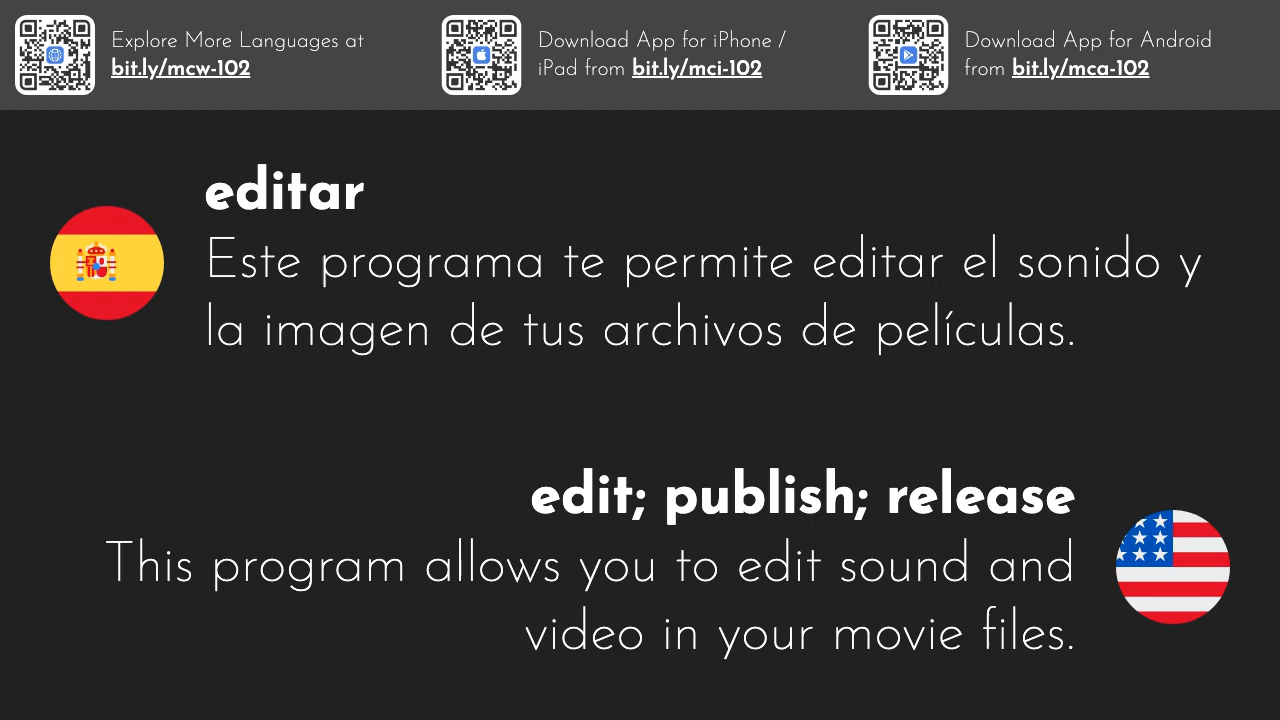 Explore More Languages at
bit.ly/mcw-102
Download App for iPhone /
iPad from bit.ly/mci-102
Download App for Android
from bit.ly/mca-102
editar
Este programa te permite editar el sonido y
la imagen de tus archivos de películas.
edit; publish; release
This program allows you to edit sound and
video in your movie files.